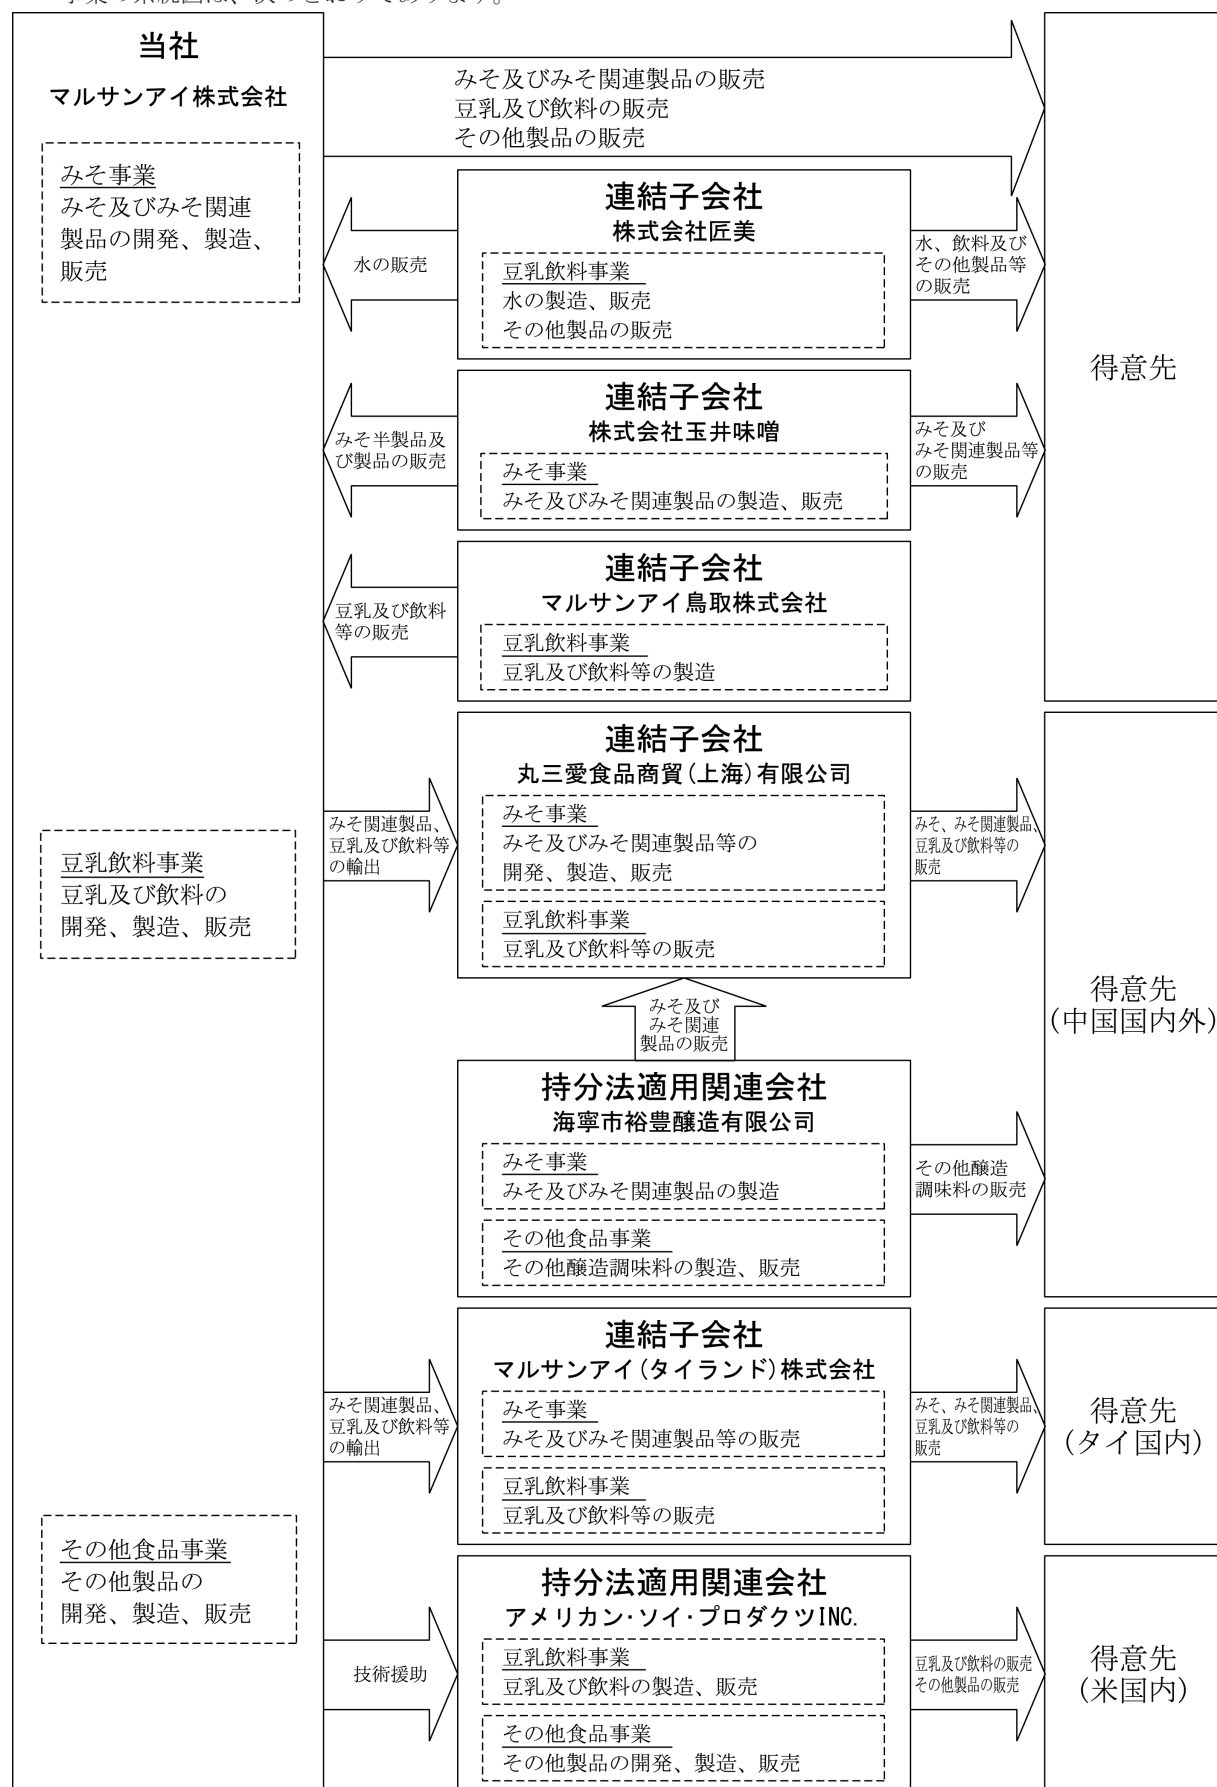 事業の系統図は、次のとおりであります。
当社
マルサンアイ株式会社
みそ事業
みそ及びみそ関連
製品の開発、製造、
販売
豆乳飲料事業
豆乳及び飲料の
開発、製造、販売
その他食品事業
その他製品の
開発、製造、販売
みそ及びみそ関連製品の販売
豆乳及び飲料の販売
その他製品の販売
連結子会社
株式会社匠美
豆乳飲料事業
水の製造、販売
その他製品の販売
水の販売
水、飲料及び
その他製品等
の販売
連結子会社
株式会社玉井味噌
みそ事業
みそ及びみそ関連製品の製造、販売
みそ半製品及
び製品の販売
みそ及び
みそ関連製品等
の販売
連結子会社
マルサンアイ鳥取株式会社
豆乳飲料事業
豆乳及び飲料等の製造
豆乳及び飲料
等の販売
得意先
連結子会社
丸三愛食品商貿(上海)有限公司
みそ事業
みそ及びみそ関連製品等の
開発、製造、販売
豆乳飲料事業
豆乳及び飲料等の販売
みそ関連製品、
豆乳及び飲料等
の輸出
みそ、みそ関連製品、
豆乳及び飲料等の
販売
みそ及び
みそ関連
製品の販売
持分法適用関連会社
海寧市裕豊醸造有限公司
みそ事業
みそ及びみそ関連製品の製造
その他食品事業
その他醸造調味料の製造、販売
その他醸造
調味料の販売
得意先
(中国国内外)
連結子会社
マルサンアイ(タイランド)株式会社
みそ事業
みそ及びみそ関連製品等の販売
豆乳飲料事業
豆乳及び飲料等の販売
みそ関連製品、
豆乳及び飲料等
の輸出
みそ、みそ関連製品、
豆乳及び飲料等の
販売
得意先
(タイ国内)
持分法適用関連会社
アメリカン・ソイ・プロダクツINC.
豆乳飲料事業
豆乳及び飲料の製造、販売
その他食品事業
その他製品の開発、製造、販売
技術援助
豆乳及び飲料の販売
その他製品の販売
得意先
(米国内)